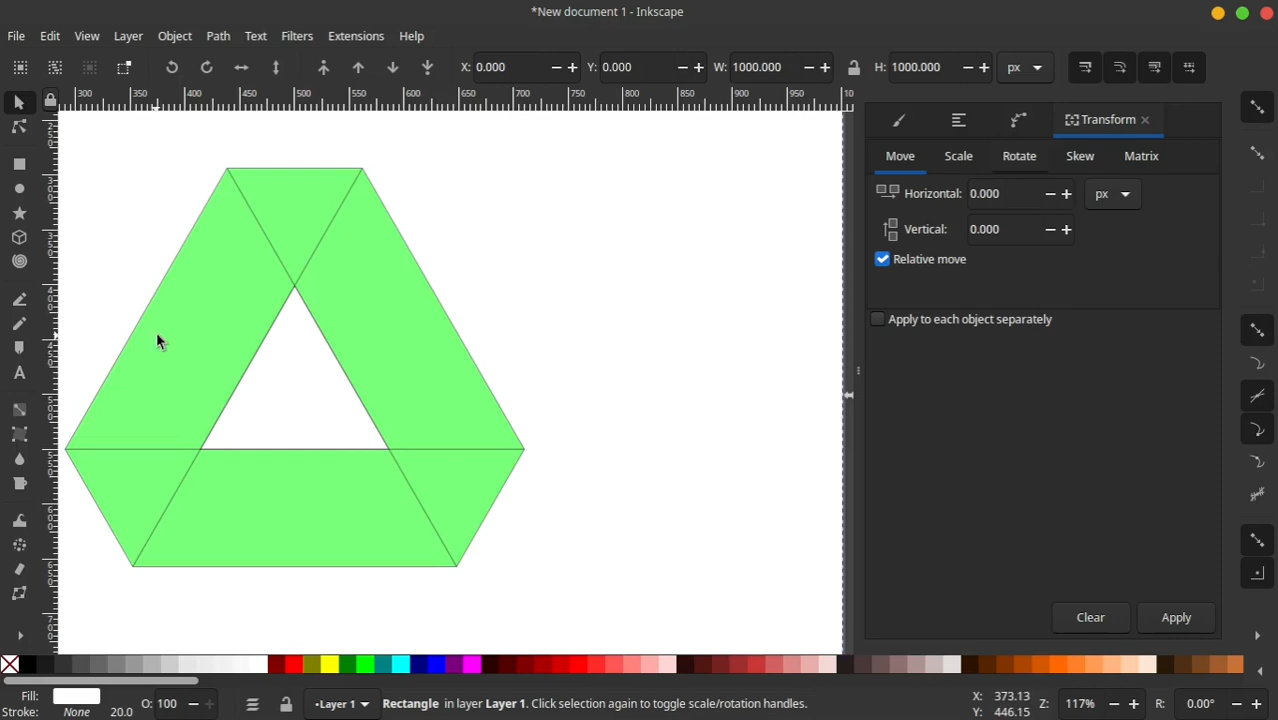 *New document 1 - Inkscape
File Edit View Layer Object Path Text Filters Extensions Help
X: 0.000 Y: 0.000 W: 1000.000 H: 1000.000 px
300 350 400 450 500 550 600 650 700 750 800 850 900 950 10
Transform
Move Scale Rotate Skew Matrix
Horizontal: 0.000 px
Vertical: 0.000
Relative move
Apply to each object separately
Clear Apply
Fill: O: 100 Layer 1 Rectangle in layer Layer 1. Click selection again to toggle scale/rotation handles. X: 373.13 Z: 117% R: 0.00°
Stroke: None 20.0 Y: 446.15